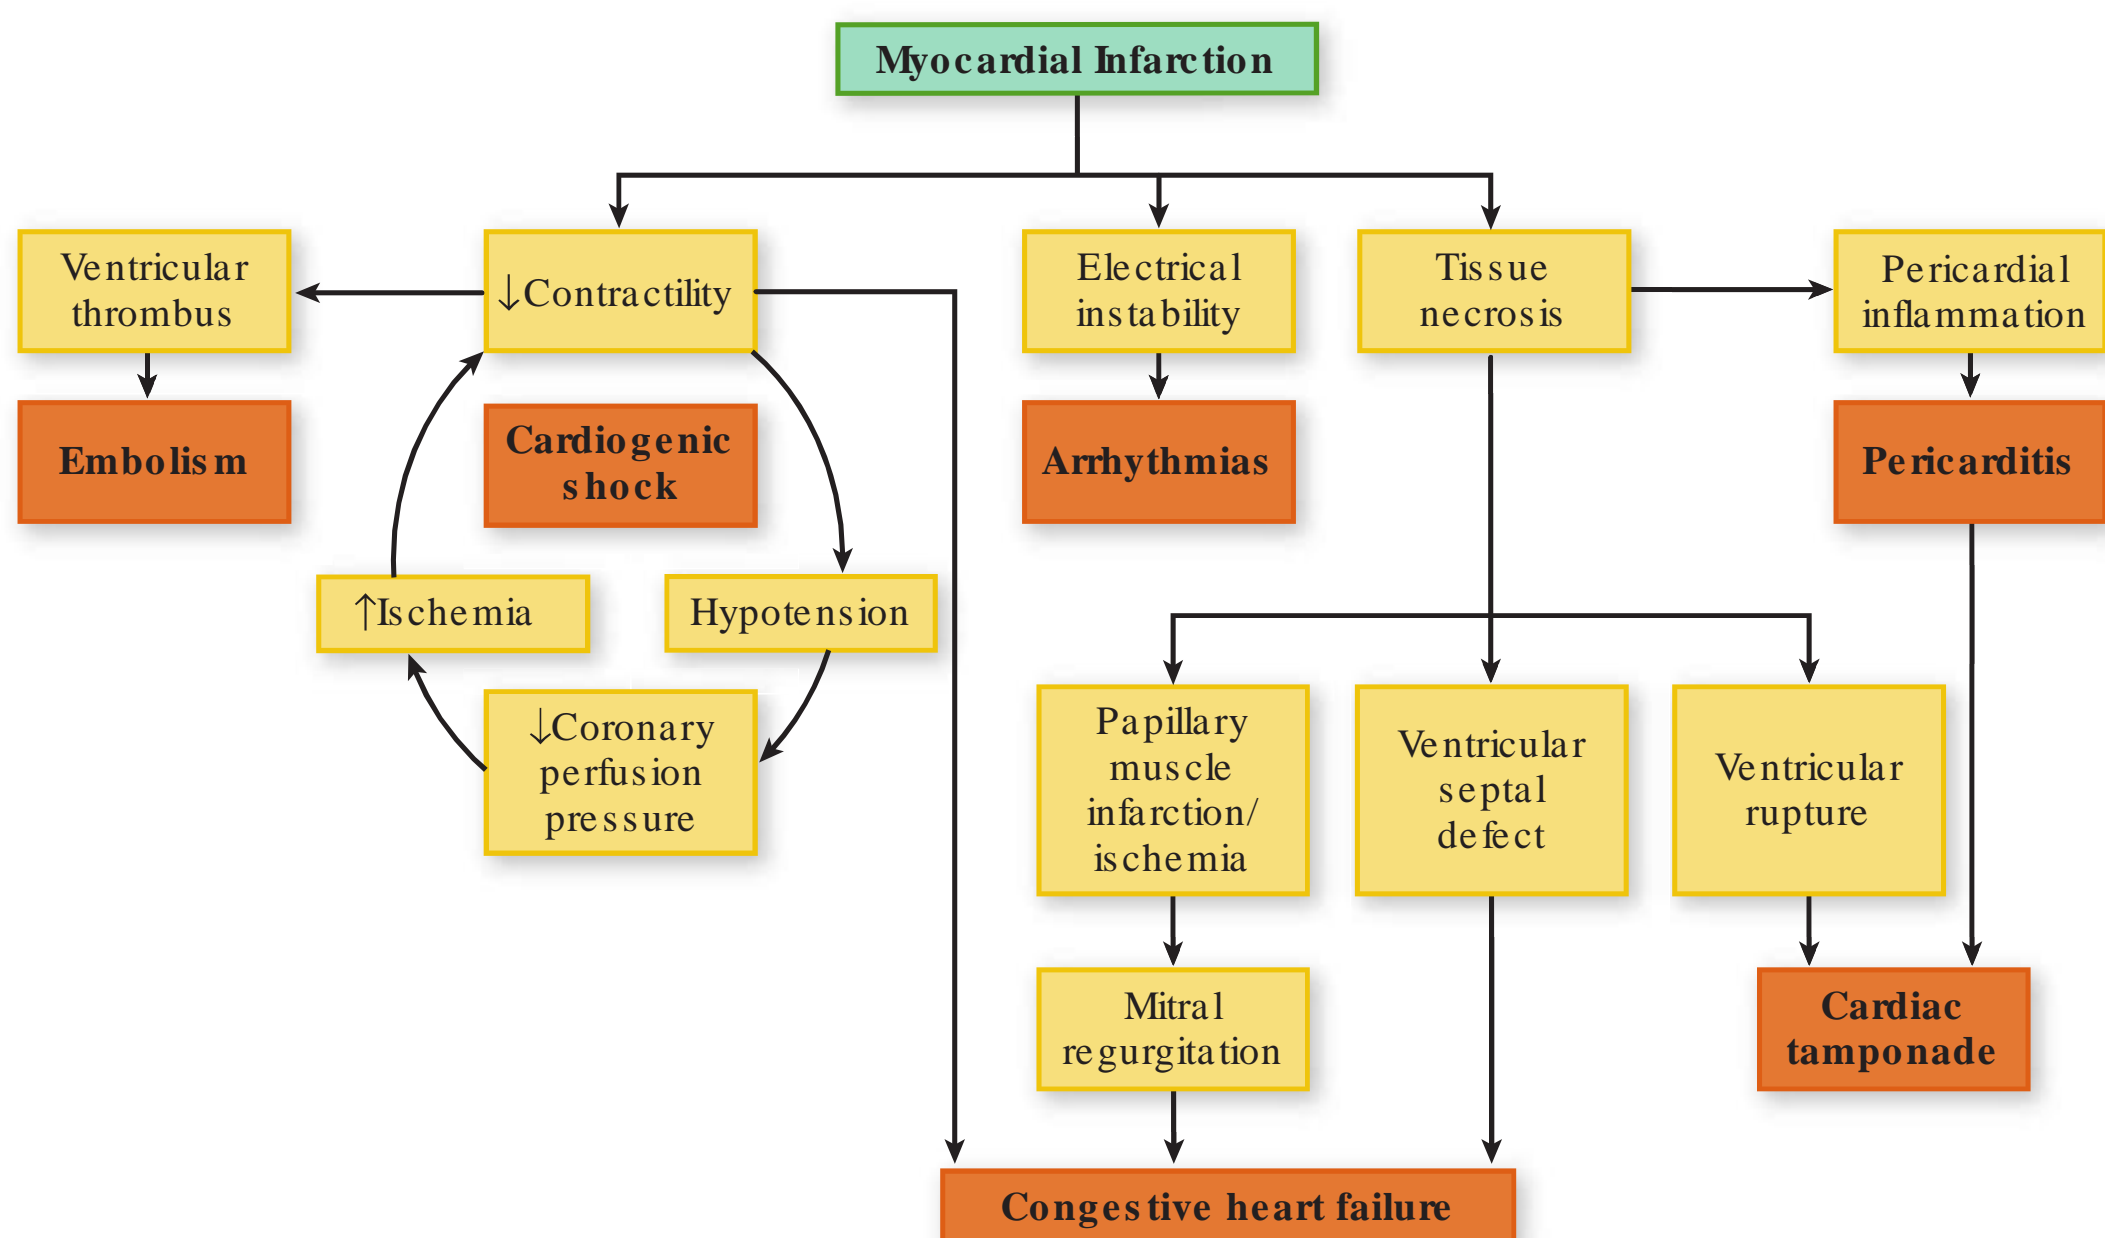 Myocardial Infarction
Ventricular
thrombus
↓Contractility
Electrical
instability
Tissue
necrosis
Pericardial
inflammation
Embolism
Cardiogenic
shock
Arrhythmias
Pericarditis
↑Ischemia
Hypotension
↓Coronary
perfusion
pressure
Papillary
muscle
infarction/
ischemia
Ventricular
septal
defect
Ventricular
rupture
Mitral
regurgitation
Cardiac
tamponade
Congestive heart failure